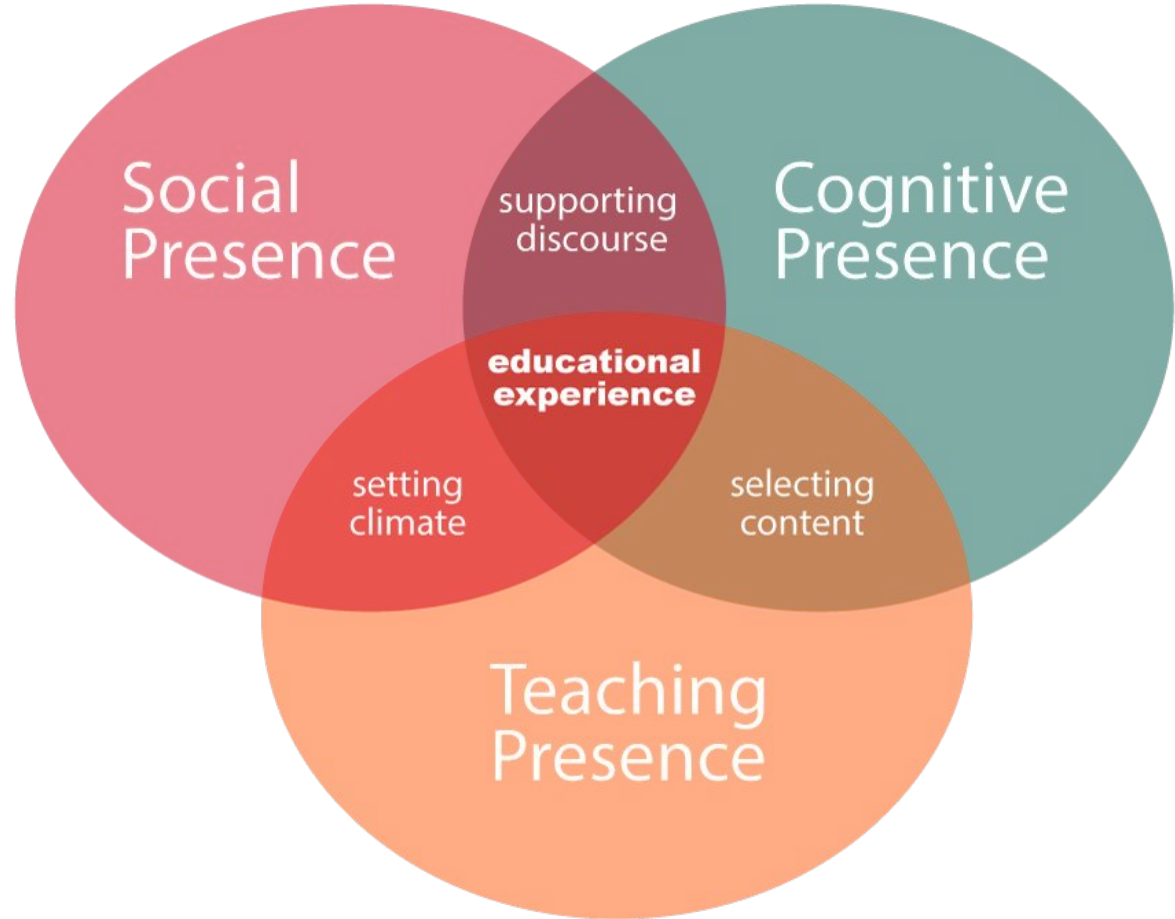 Social
Presence
supporting
discourse
Cognitive
Presence
educational
experience
setting
climate
selecting
content
Teaching
Presence